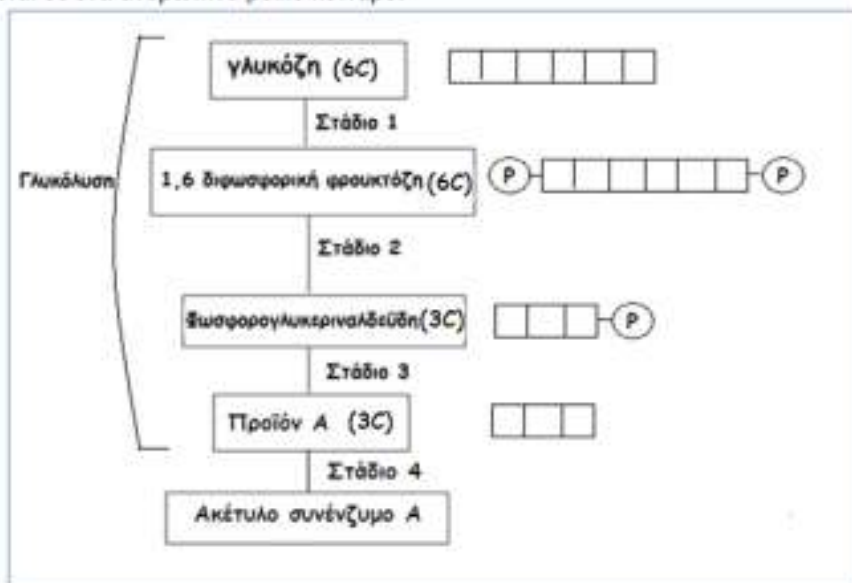 γλυκόζη (6C)
Στάδιο 1
Γλυκόλυση
1,6 διφωσφορική φρουκτόζη (6C)
P
P
Στάδιο 2
Φωσφορογλυκεριναλδεΰδη (3C)
P
Στάδιο 3
Προϊόν Α (3C)
Στάδιο 4
Ακέτυλο συνένζυμο Α